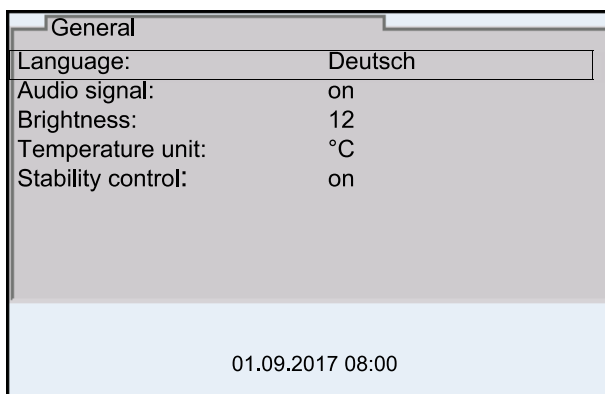 General
Language: Deutsch
Audio signal: on
Brightness: 12
Temperature unit: °C
Stability control: on
01.09.2017 08:00